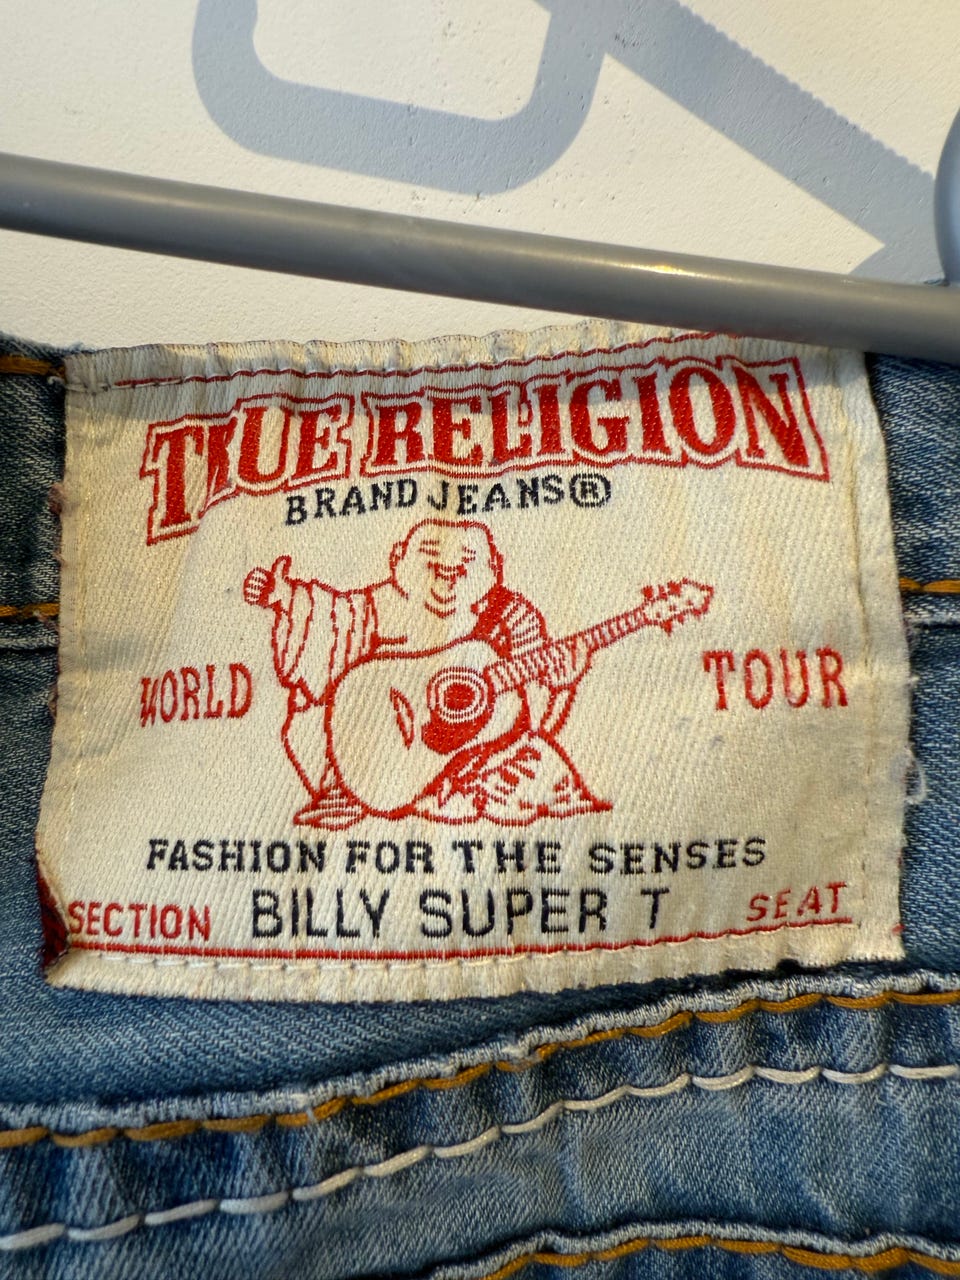 TRUE RELIGION
BRAND JEANS®
WORLD TOUR
FASHION FOR THE SENSES
SECTION BILLY SUPER T SEAT